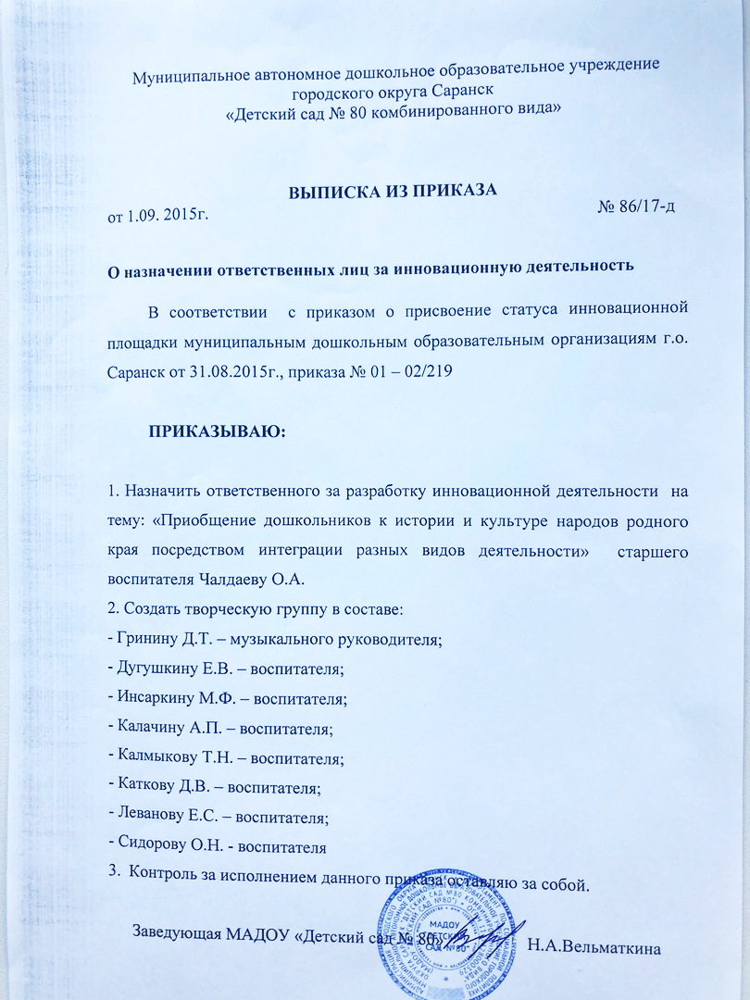 Муниципальное автономное дошкольное образовательное учреждение
городского округа Саранск
«Детский сад № 80 комбинированного вида»
ВЫПИСКА ИЗ ПРИКАЗА
от 1.09. 2015г. № 86/17-д
О назначении ответственных лиц за инновационную деятельность
В соответствии с приказом о присвоение статуса инновационной
площадки муниципальным дошкольным образовательным организациям г.о.
Саранск от 31.08.2015г., приказа № 01 – 02/219
ПРИКАЗЫВАЮ:
1. Назначить ответственного за разработку инновационной деятельности на
тему: «Приобщение дошкольников к истории и культуре народов родного
края посредством интеграции разных видов деятельности» старшего
воспитателя Чалдаеву О.А.
2. Создать творческую группу в составе:
- Гринину Д.Т. – музыкального руководителя;
- Дугушкину Е.В. – воспитателя;
- Инсаркину М.Ф. – воспитателя;
- Калачину А.П. – воспитателя;
- Калмыкову Т.Н. – воспитателя;
- Каткову Д.В. – воспитателя;
- Леванову Е.С. – воспитателя;
- Сидорову О.Н. - воспитателя
3. Контроль за исполнением данного приказа оставляю за собой.
Заведующая МАДОУ «Детский сад № 80» Н.А.Вельматкина
МАДОУ
"ДЕТСКИЙ
САД №80"